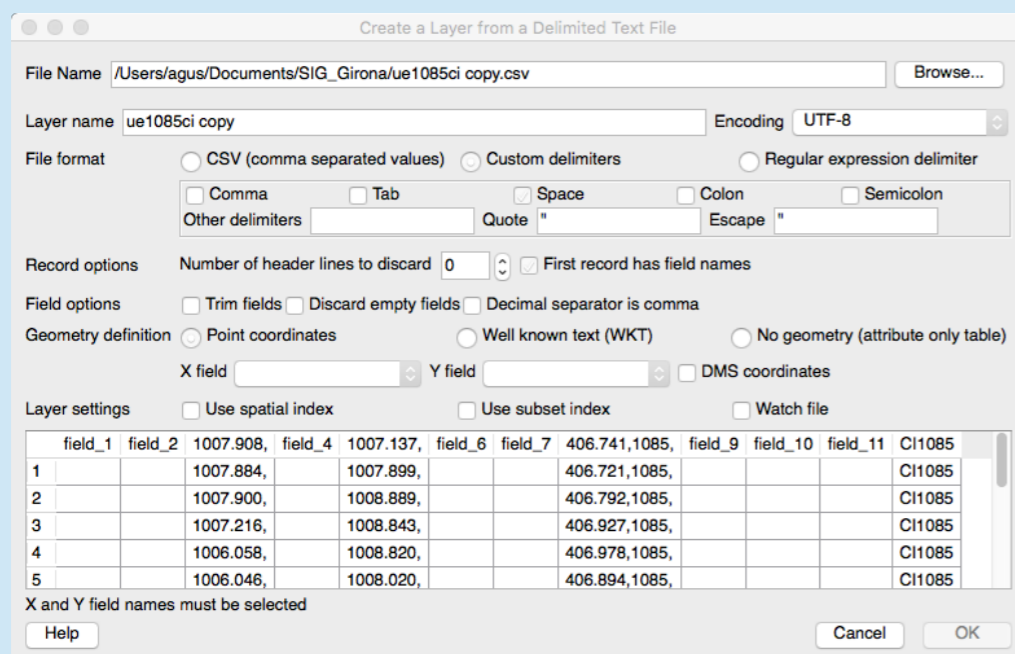 Create a Layer from a Delimited Text File
File Name /Users/agus/Documents/SIG_Girona/ue1085ci copy.csv Browse...
Layer name ue1085ci copy Encoding UTF-8
File format CSV (comma separated values) Custom delimiters Regular expression delimiter
Comma Tab Space Colon Semicolon
Other delimiters Quote " Escape "
Record options Number of header lines to discard 0 First record has field names
Field options Trim fields Discard empty fields Decimal separator is comma
Geometry definition Point coordinates Well known text (WKT) No geometry (attribute only table)
X field Y field DMS coordinates
Layer settings Use spatial index Use subset index Watch file
field_1 field_2 1007.908, field_4 1007.137, field_6 field_7 406.741,1085, field_9 field_10 field_11 CI1085
1 1007.884, 1007.899, 406.721,1085, CI1085
2 1007.900, 1008.889, 406.792,1085, CI1085
3 1007.216, 1008.843, 406.927,1085, CI1085
4 1006.058, 1008.820, 406.978,1085, CI1085
5 1006.046, 1008.020, 406.894,1085, CI1085
X and Y field names must be selected
Help Cancel OK